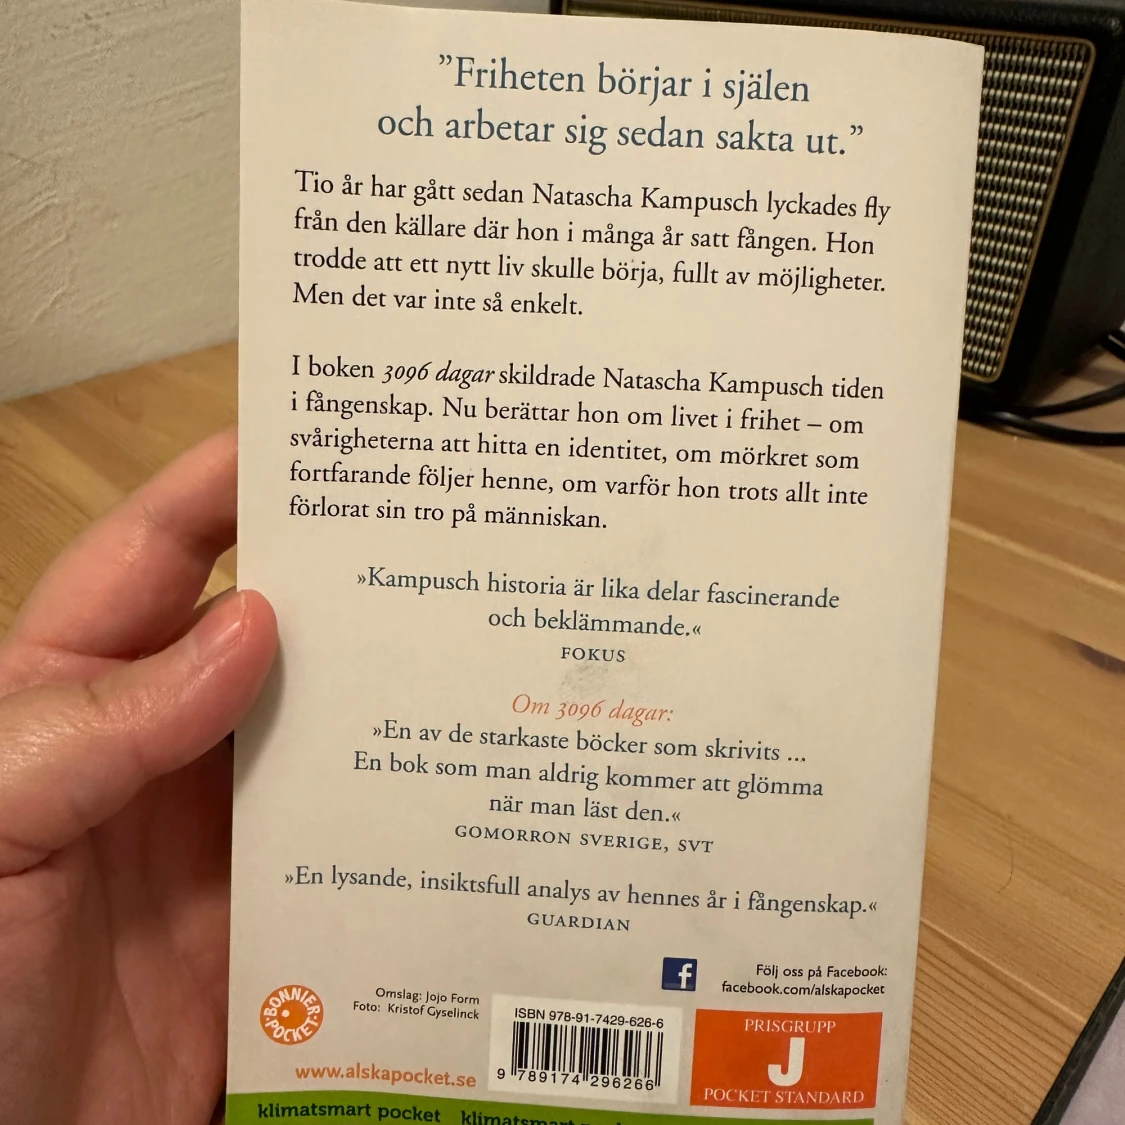 ”Friheten börjar i själen
och arbetar sig sedan sakta ut.”
Tio år har gått sedan Natascha Kampusch lyckades fly
från den källare där hon i många år satt fången. Hon
trodde att ett nytt liv skulle börja, fullt av möjligheter.
Men det var inte så enkelt.
I boken 3096 dagar skildrade Natascha Kampusch tiden
i fångenskap. Nu berättar hon om livet i frihet – om
svårigheterna att hitta en identitet, om mörkret som
fortfarande följer henne, om varför hon trots allt inte
förlorat sin tro på människan.
»Kampusch historia är lika delar fascinerande
och beklämmande.«
FOKUS
Om 3096 dagar:
»En av de starkaste böcker som skrivits ...
En bok som man aldrig kommer att glömma
när man läst den.«
GOMORRON SVERIGE, SVT
»En lysande, insiktsfull analys av hennes år i fångenskap.«
GUARDIAN
f
Följ oss på Facebook:
facebook.com/alskapocket
BONNIER POCKET
Omslag: Jojo Form
Foto: Kristof Gyselinck
www.alskapocket.se
ISBN 978-91-7429-626-6
9 789174 296266
PRISGRUPP
J
POCKET STANDARD
klimatsmart pocket klimatsmart